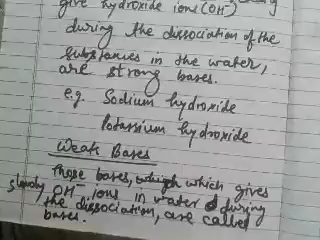 give hydroxide ions (OH⁻)
during the dissociation of the
substances in the water,
are strong bases.
e.g. Sodium hydroxide
Potassium hydroxide
Weak Bases
Those bases, which which gives
slowly OH⁻ ions in water during
the dissociation, are called
bases.